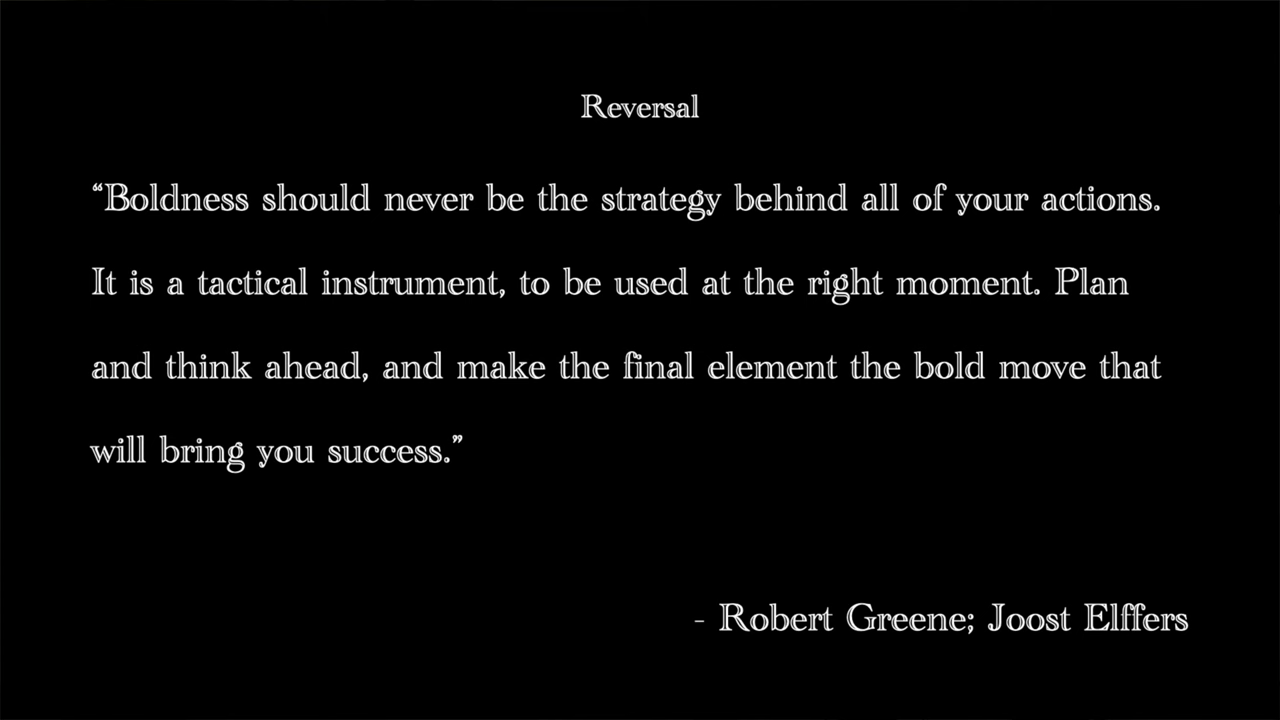 Reversal
“Boldness should never be the strategy behind all of your actions.
It is a tactical instrument, to be used at the right moment. Plan
and think ahead, and make the final element the bold move that
will bring you success.”
- Robert Greene; Joost Elffers